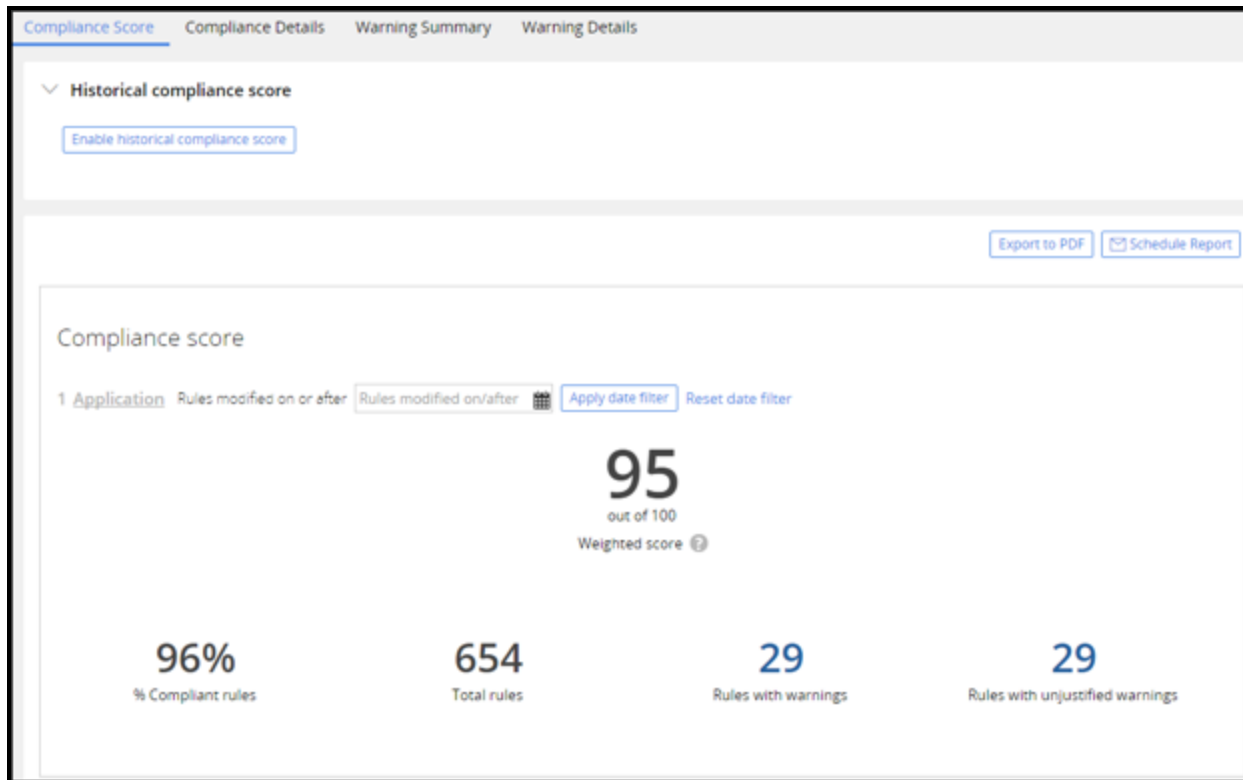 Compliance Score Compliance Details Warning Summary Warning Details
Historical compliance score
Enable historical compliance score
Export to PDF Schedule Report
Compliance score
1 Application Rules modified on or after Rules modified on/after Apply date filter Reset date filter
95
out of 100
Weighted score ?
96% 654 29 29
% Compliant rules Total rules Rules with warnings Rules with unjustified warnings